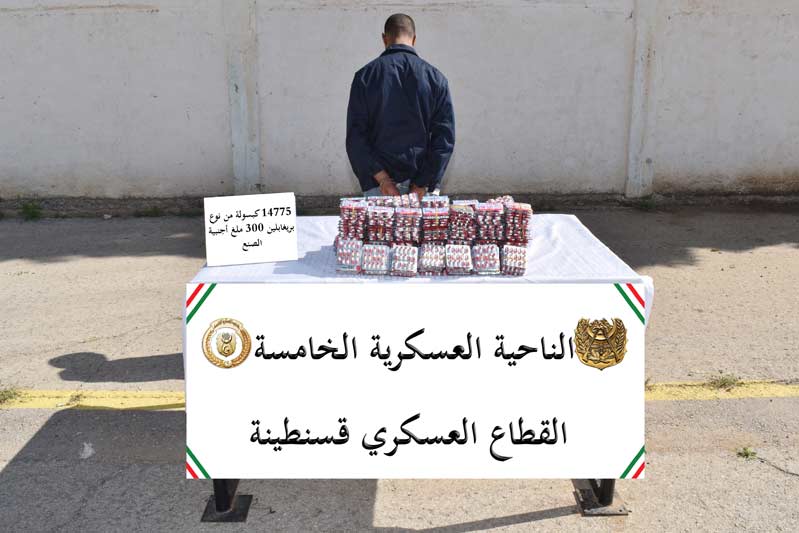 14775 كبسولة من نوع
بريغابلين 300 ملغ أجنبية
الصنع
الناحية العسكرية الخامسة
القطاع العسكري قسنطينة